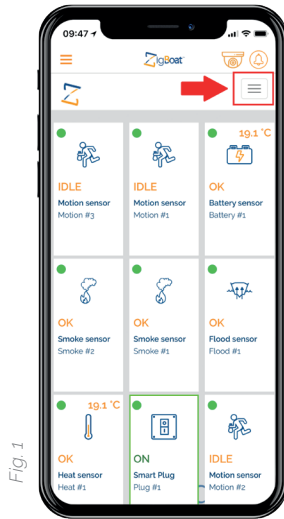 09:47
ZigBoat
19.1 °C
IDLE
Motion sensor
Motion #3
IDLE
Motion sensor
Motion #1
OK
Battery sensor
Battery #1
OK
Smoke sensor
Smoke #2
OK
Smoke sensor
Smoke #1
OK
Flood sensor
Flood #1
19.1 °C
OK
Heat sensor
Heat #1
ON
Smart Plug
Plug #1
IDLE
Motion sensor
Motion #2
Fig. 1